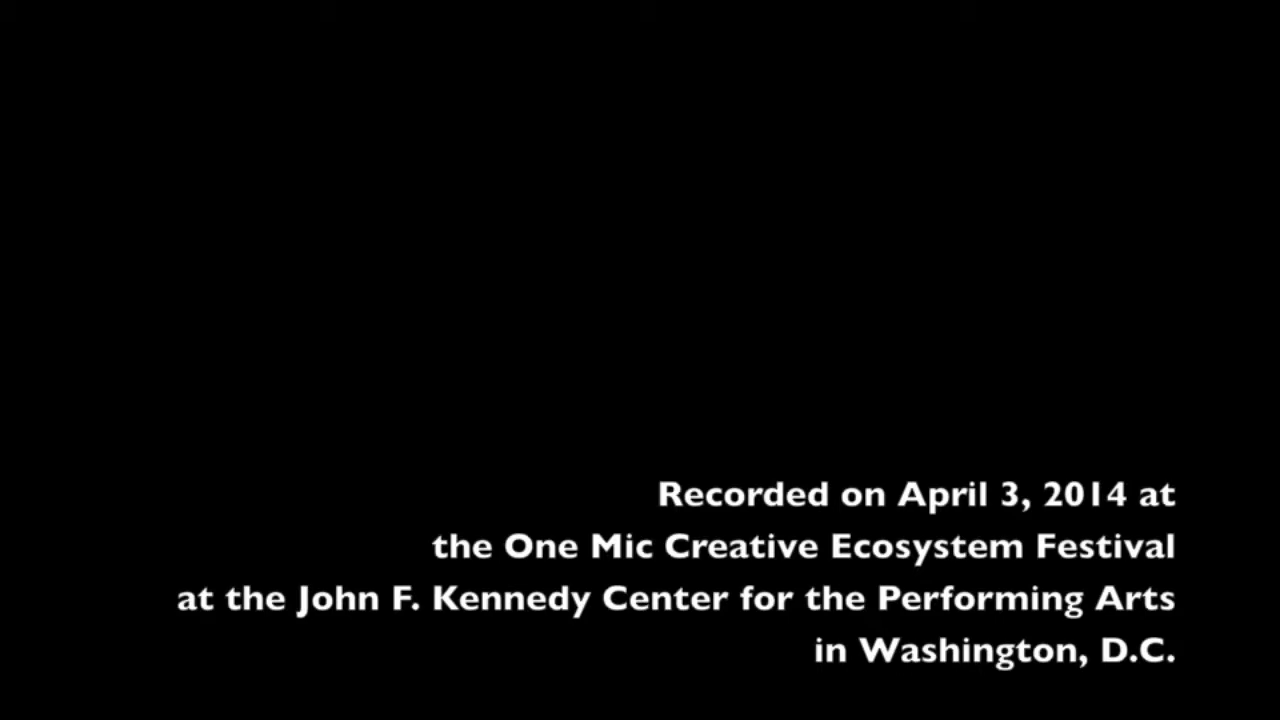 Recorded on April 3, 2014 at
the One Mic Creative Ecosystem Festival
at the John F. Kennedy Center for the Performing Arts
in Washington, D.C.